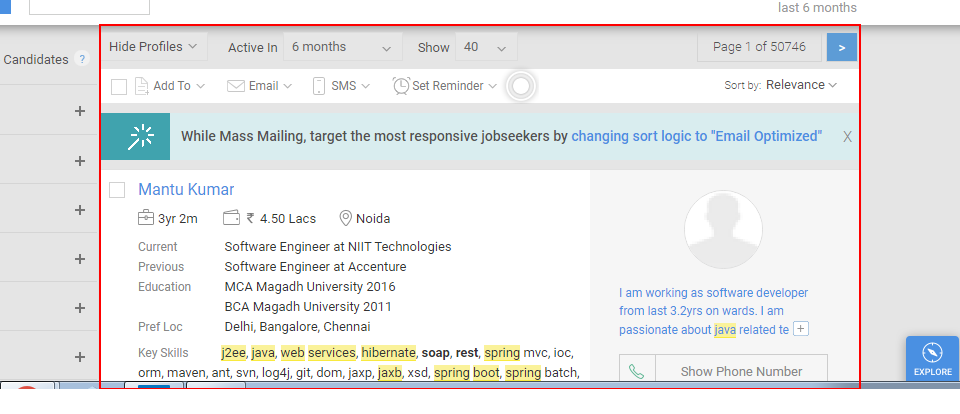 last 6 months
Candidates ?
Hide Profiles Active In 6 months Show 40 Page 1 of 50746 >
Add To Email SMS Set Reminder Sort by: Relevance
While Mass Mailing, target the most responsive jobseekers by changing sort logic to "Email Optimized" X
Mantu Kumar
3yr 2m ₹ 4.50 Lacs Noida
Current Software Engineer at NIIT Technologies
Previous Software Engineer at Accenture
Education MCA Magadh University 2016
BCA Magadh University 2011
Pref Loc Delhi, Bangalore, Chennai
Key Skills j2ee, java, web services, hibernate, soap, rest, spring mvc, ioc,
orm, maven, ant, svn, log4j, git, dom, jaxp, jaxb, xsd, spring boot, spring batch,
I am working as software developer
from last 3.2yrs on wards. I am
passionate about java related te +
Show Phone Number
EXPLORE